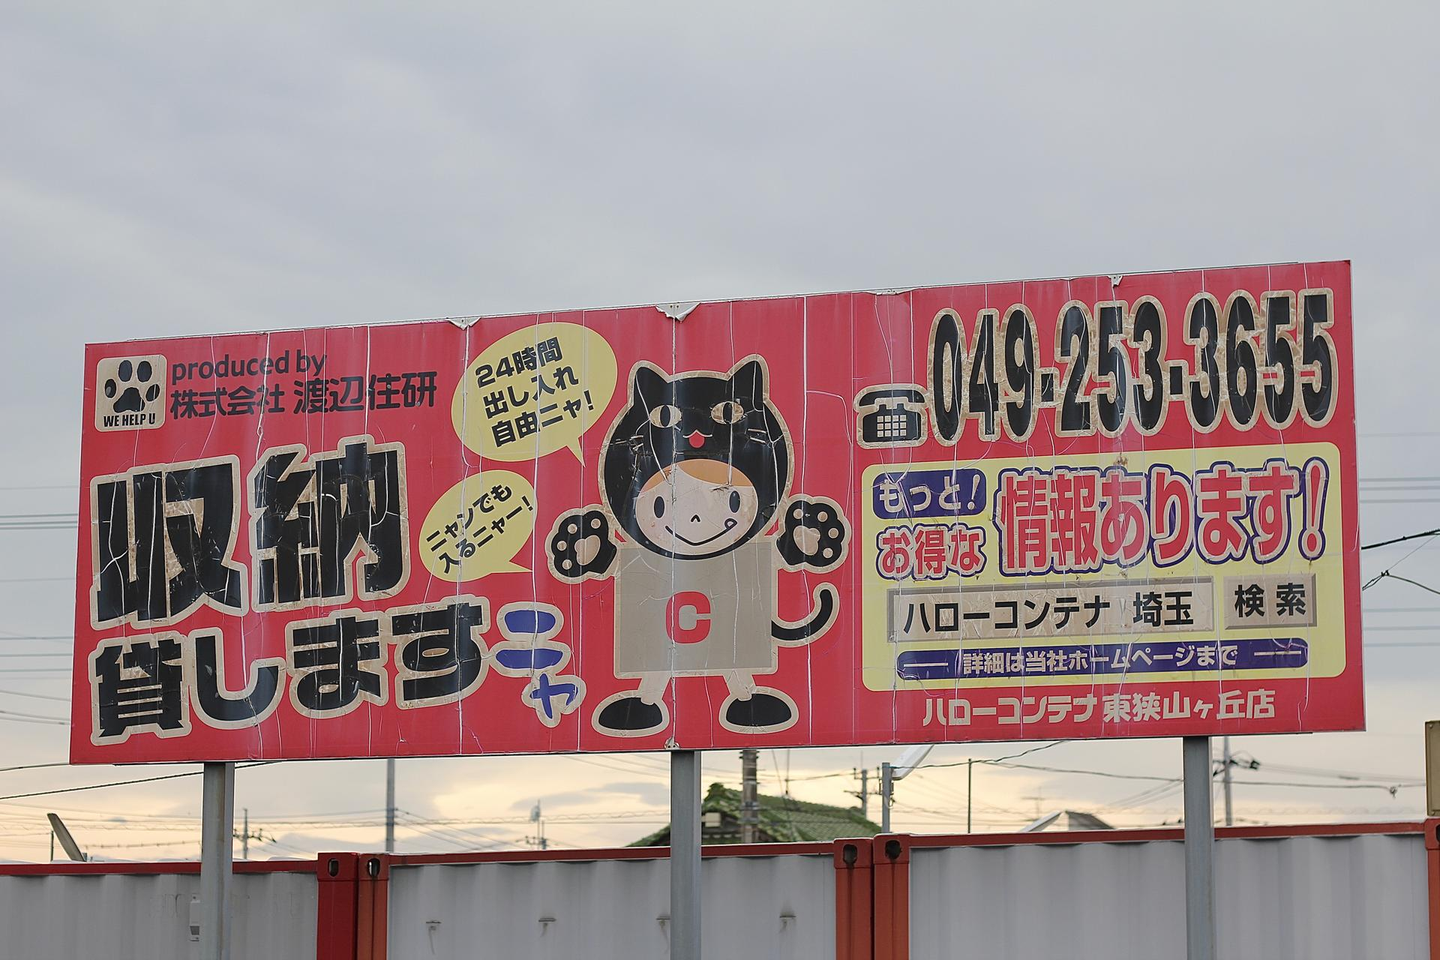 WE HELP U
produced by
株式会社 渡辺住研
収納
貸しますニャ
24時間
出し入れ
自由ニャ!
ニャンでも
入るニャー!
C
049-253-3655
もっと!
お得な
情報あります!
ハローコンテナ 埼玉 検索
詳細は当社ホームページまで
ハローコンテナ東狭山ヶ丘店